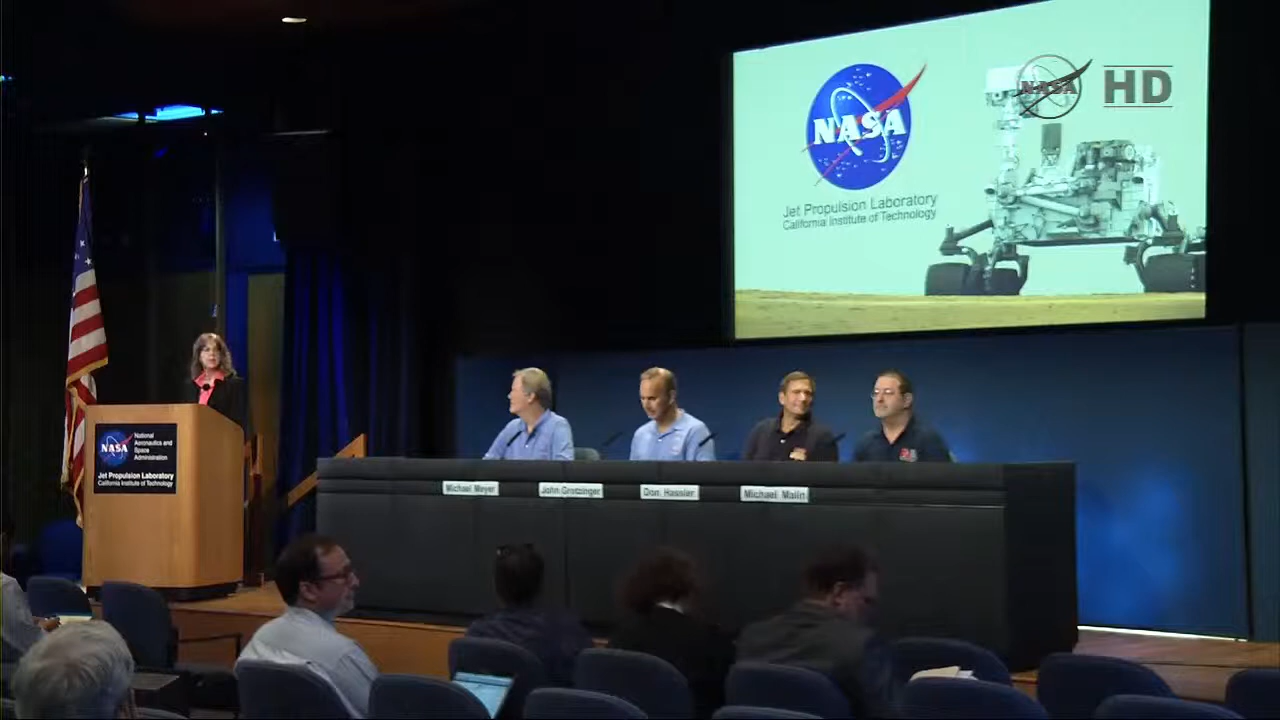 NASA
Jet Propulsion Laboratory
California Institute of Technology
NASA HD
NASA
National
Aeronautics and
Space
Administration
Jet Propulsion Laboratory
California Institute of Technology
Michael Meyer
John Grotzinger
Don Hassler
Michael Malin